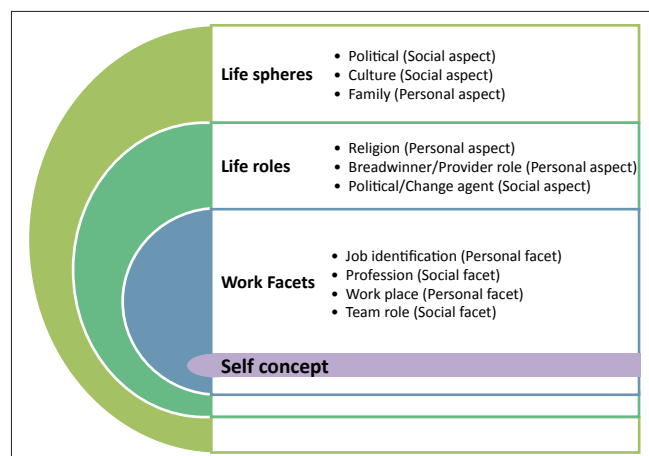 Life spheres
• Political (Social aspect)
• Culture (Social aspect)
• Family (Personal aspect)
Life roles
• Religion (Personal aspect)
• Breadwinner/Provider role (Personal aspect)
• Political/Change agent (Social aspect)
Work Facets
• Job identification (Personal facet)
• Profession (Social facet)
• Work place (Personal facet)
• Team role (Social facet)
Self concept